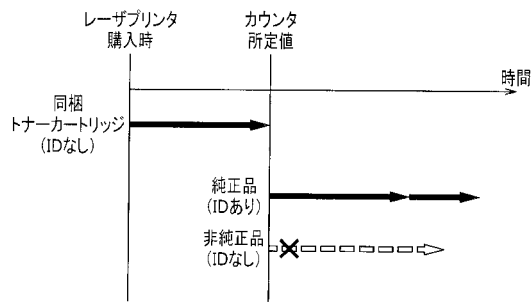 レーザプリンタ
購入時
カウンタ
所定値
時間
同梱
トナーカートリッジ
(IDなし)
純正品
(IDあり)
非純正品
(IDなし)